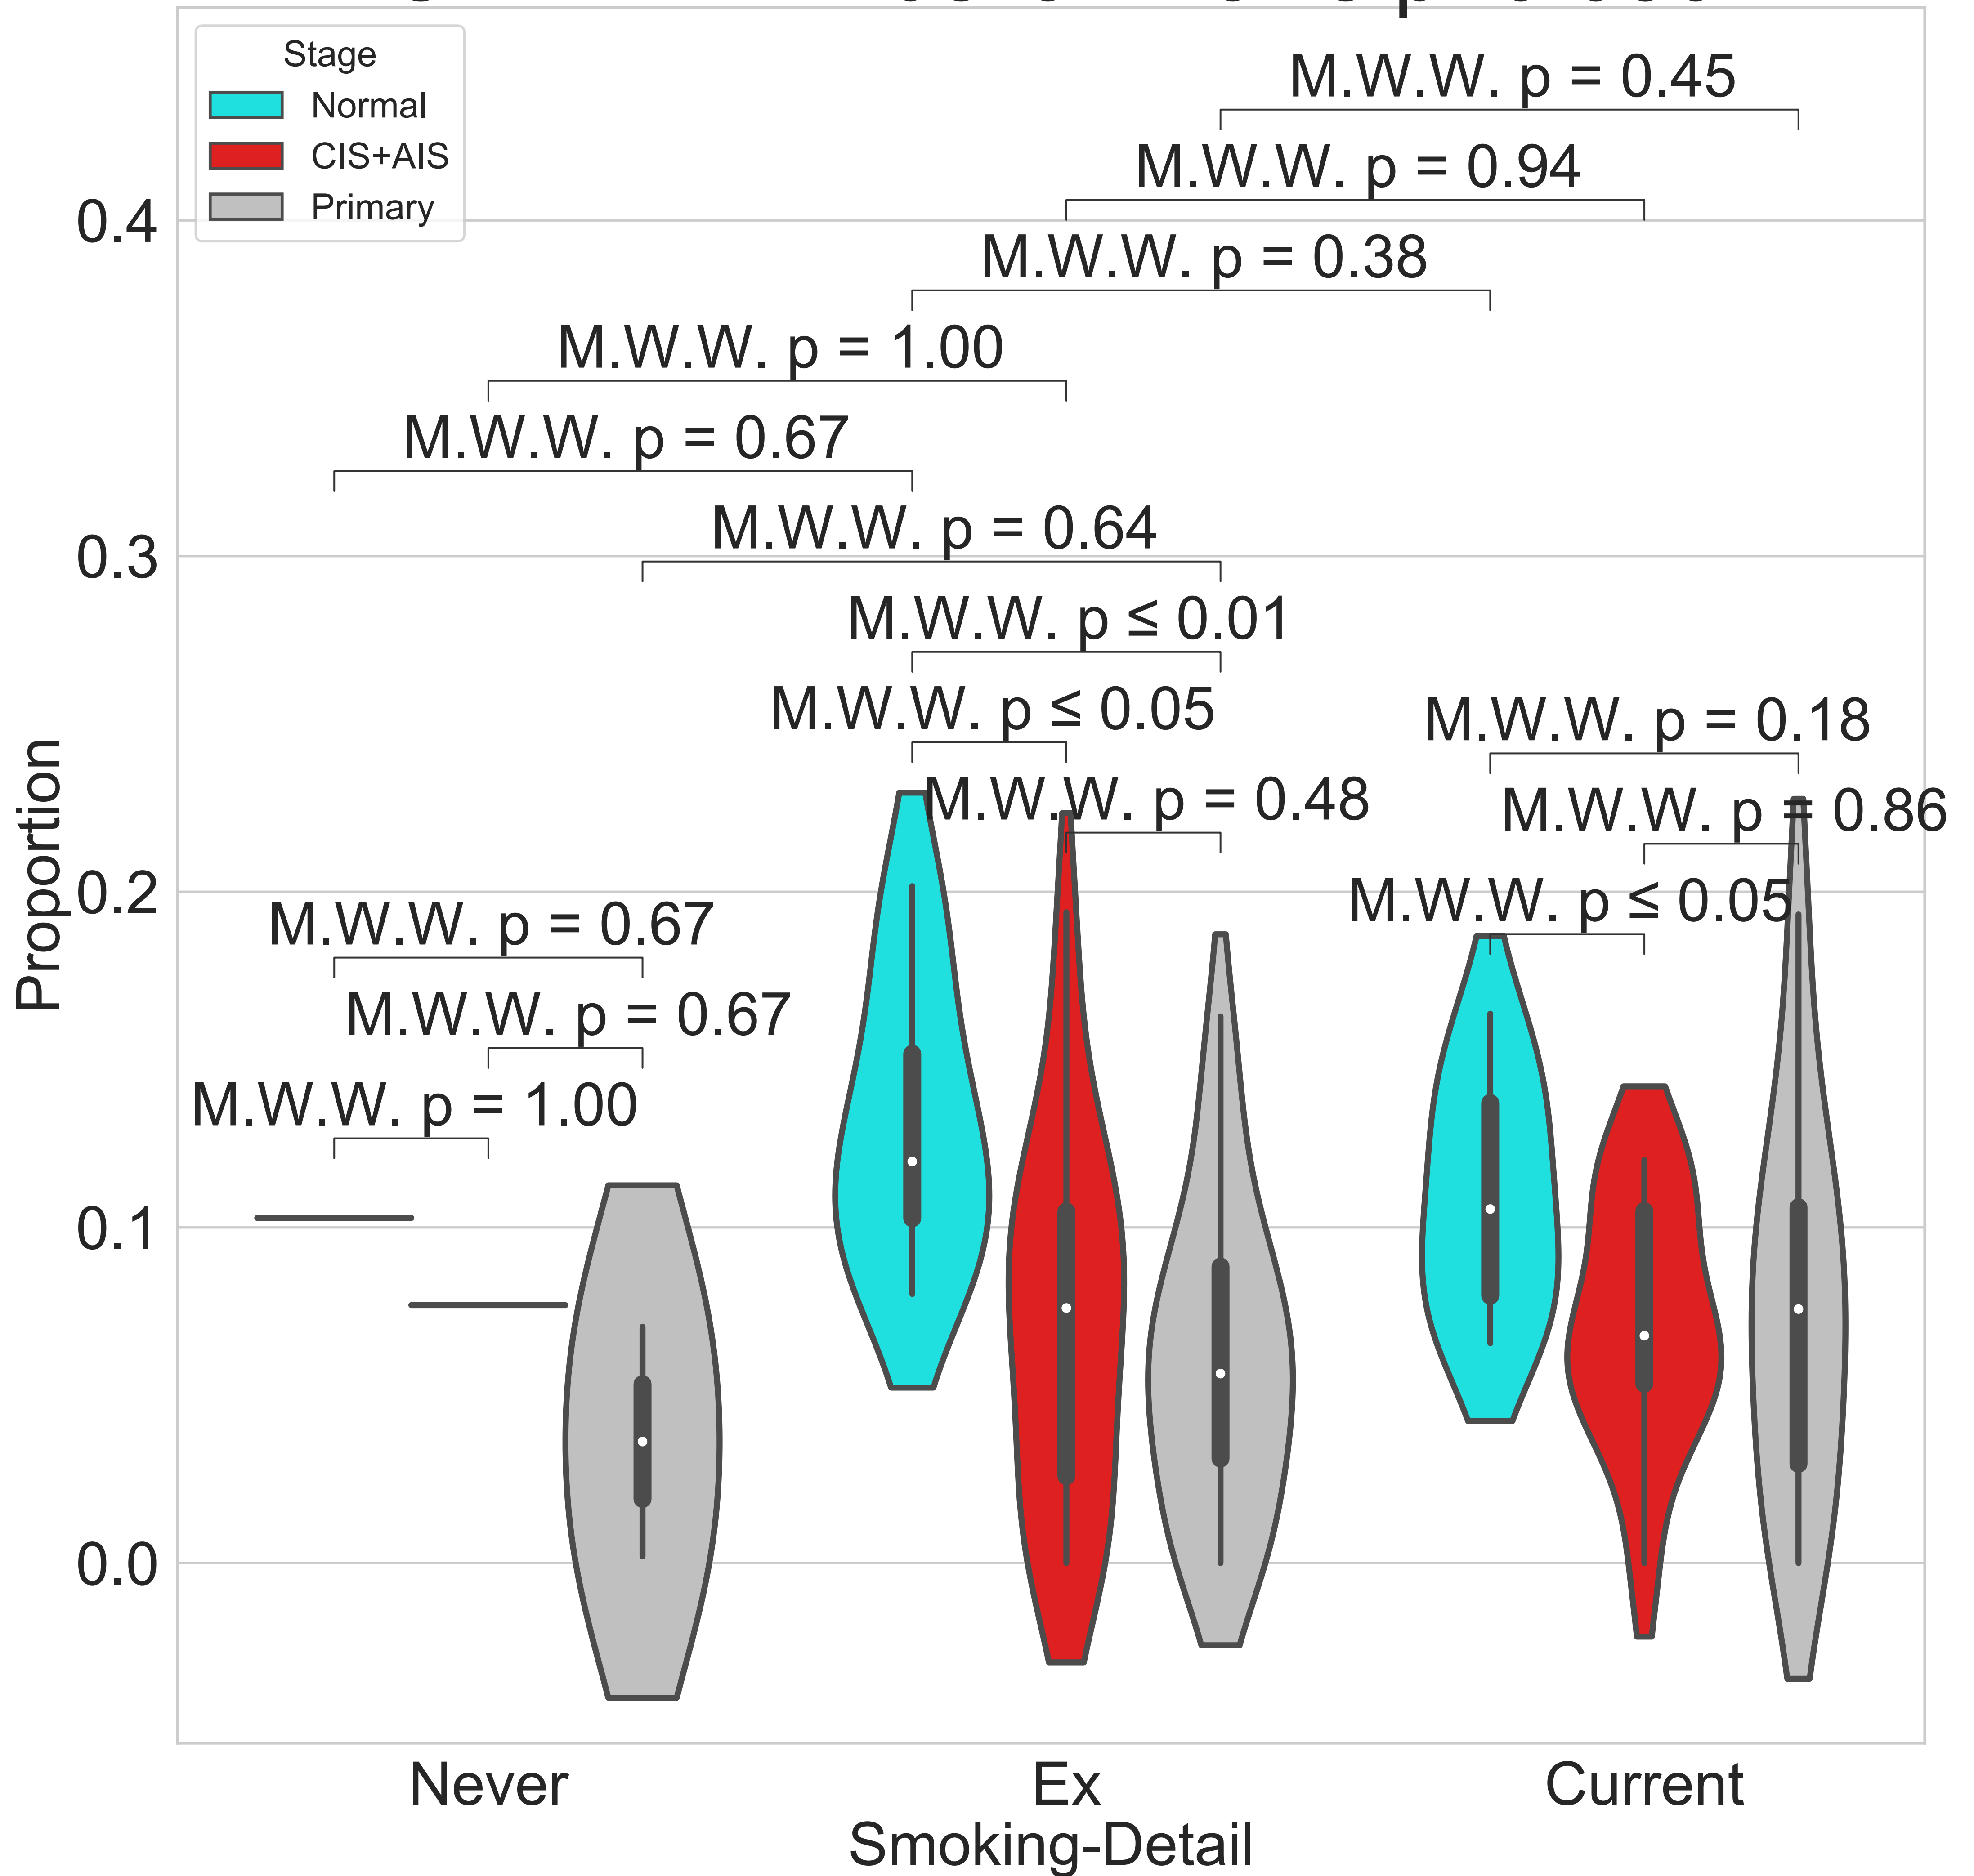 Stage
Normal
CIS+AIS
Primary
M.W.W. p = 0.45
M.W.W. p = 0.94
M.W.W. p = 0.38
M.W.W. p = 1.00
M.W.W. p = 0.67
M.W.W. p = 0.64
M.W.W. p ≤ 0.01
M.W.W. p ≤ 0.05
M.W.W. p = 0.48
M.W.W. p = 0.18
M.W.W. p = 0.86
M.W.W. p ≤ 0.05
M.W.W. p = 0.67
M.W.W. p = 0.67
M.W.W. p = 1.00
Proportion
0.4
0.3
0.2
0.1
0.0
Never
Ex
Current
Smoking-Detail